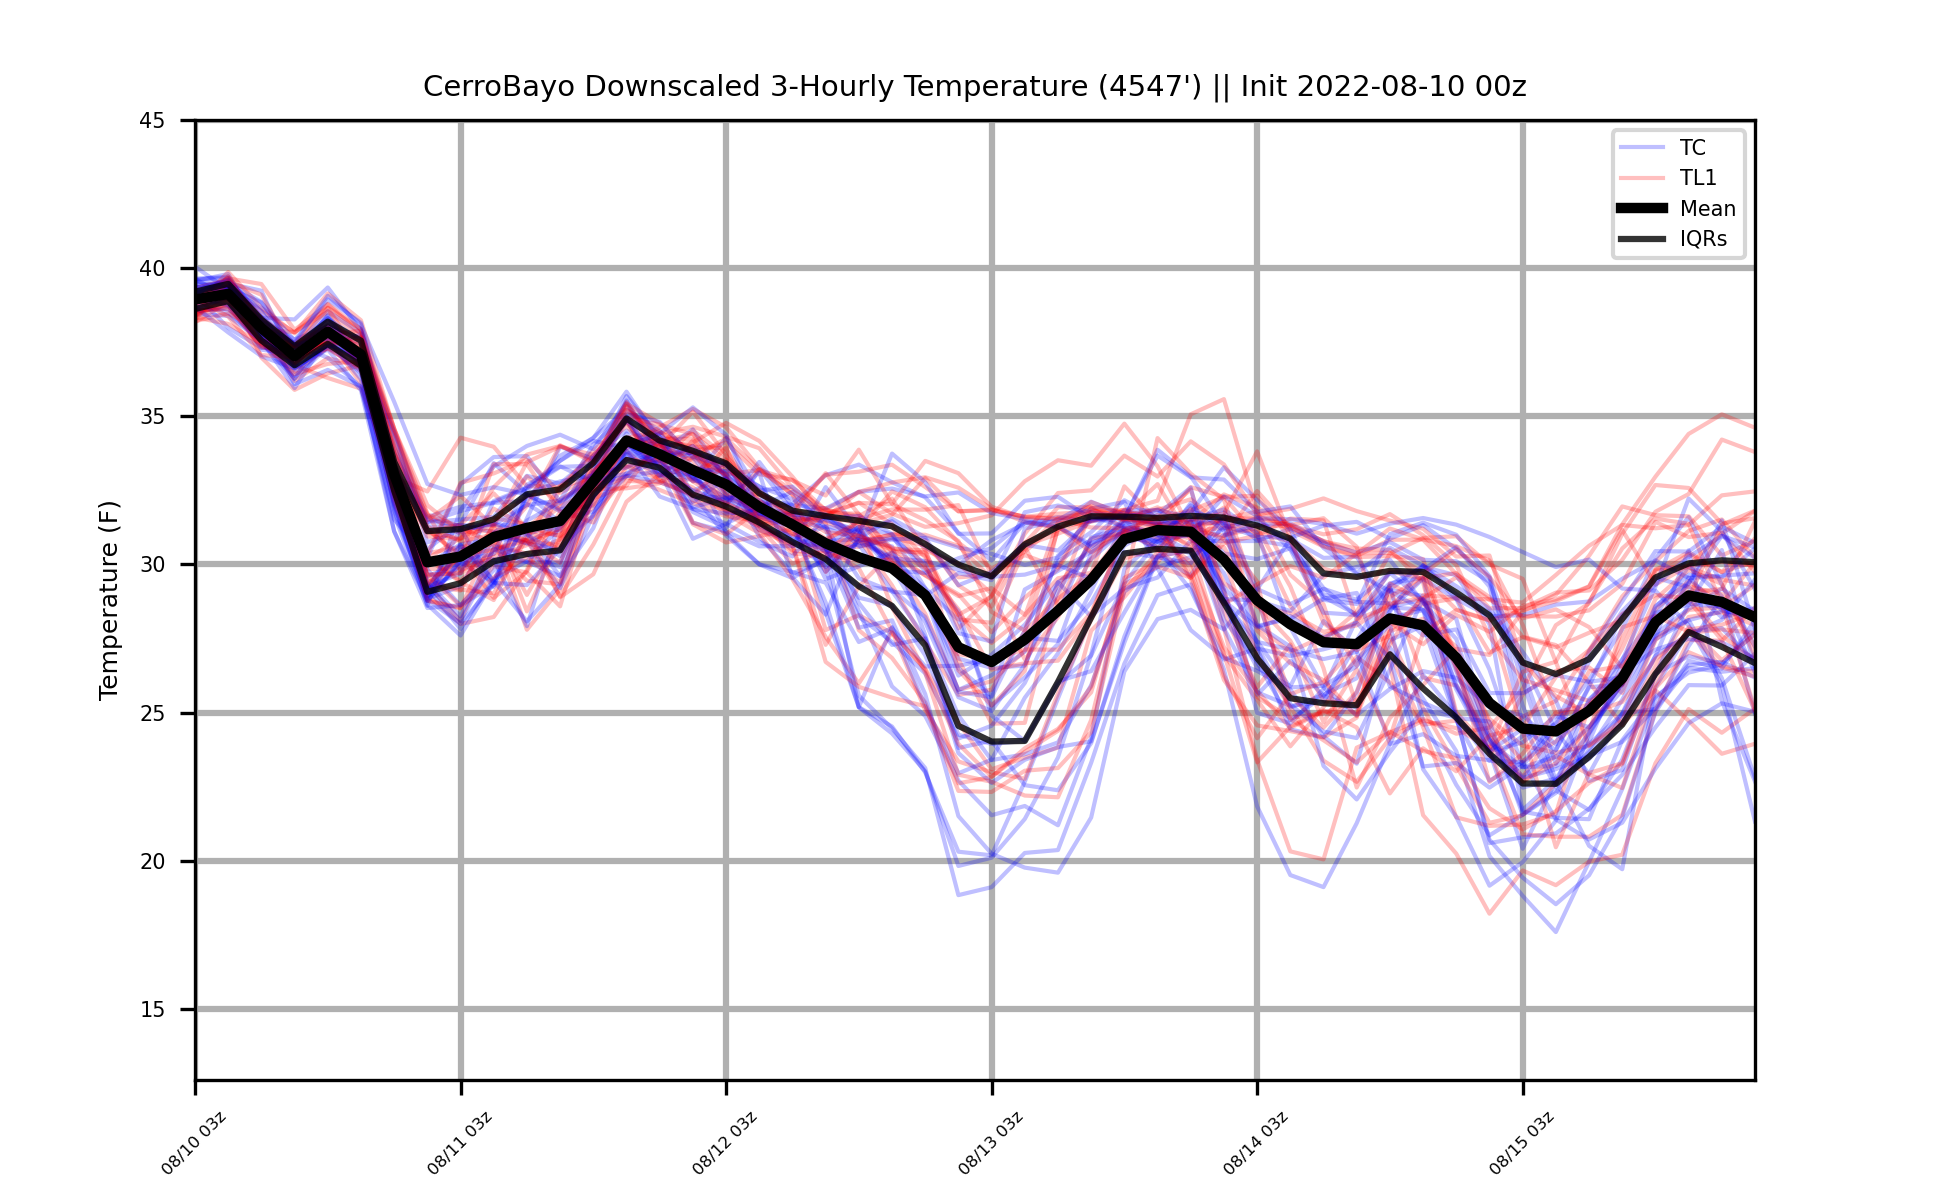 CerroBayo Downscaled 3-Hourly Temperature (4547') || Init 2022-08-10 00z
45
40
35
30
25
20
15
Temperature (F)
TC
TL1
Mean
IQRs
08/10 03z
08/11 03z
08/12 03z
08/13 03z
08/14 03z
08/15 03z